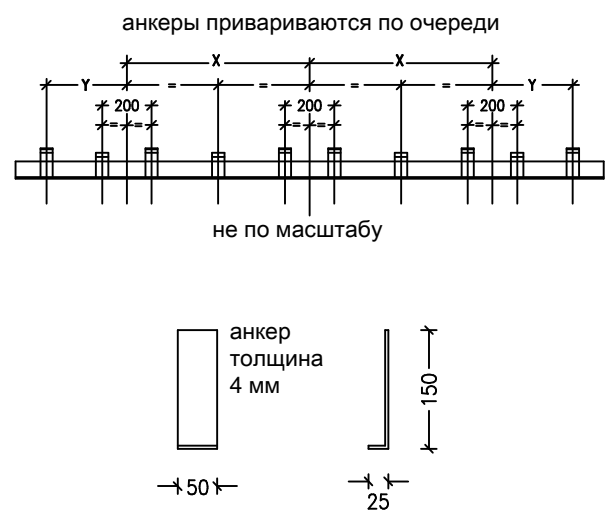 анкеры привариваются по очереди
X X
Y = = = = Y
200 200 200
= = = = = =
не по масштабу
анкер
толщина
4 мм
150
50
25